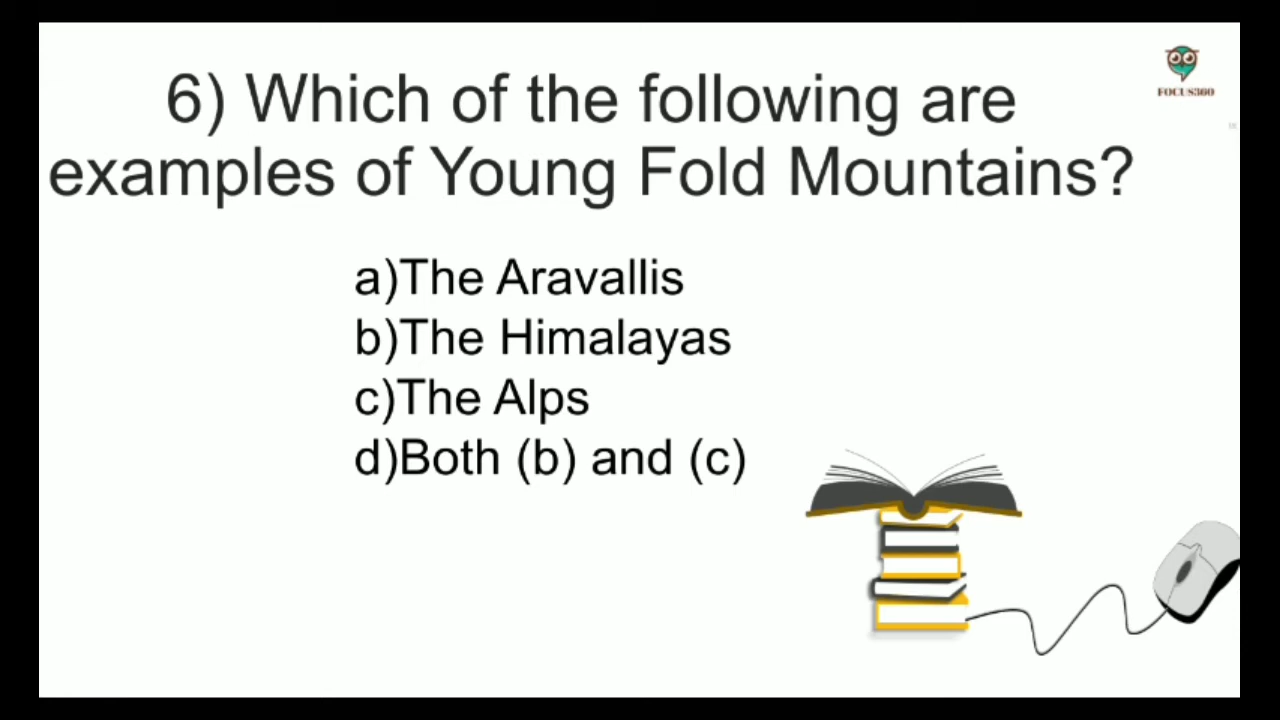 6) Which of the following are
examples of Young Fold Mountains?
a)The Aravallis
b)The Himalayas
c)The Alps
d)Both (b) and (c)
FOCUS360